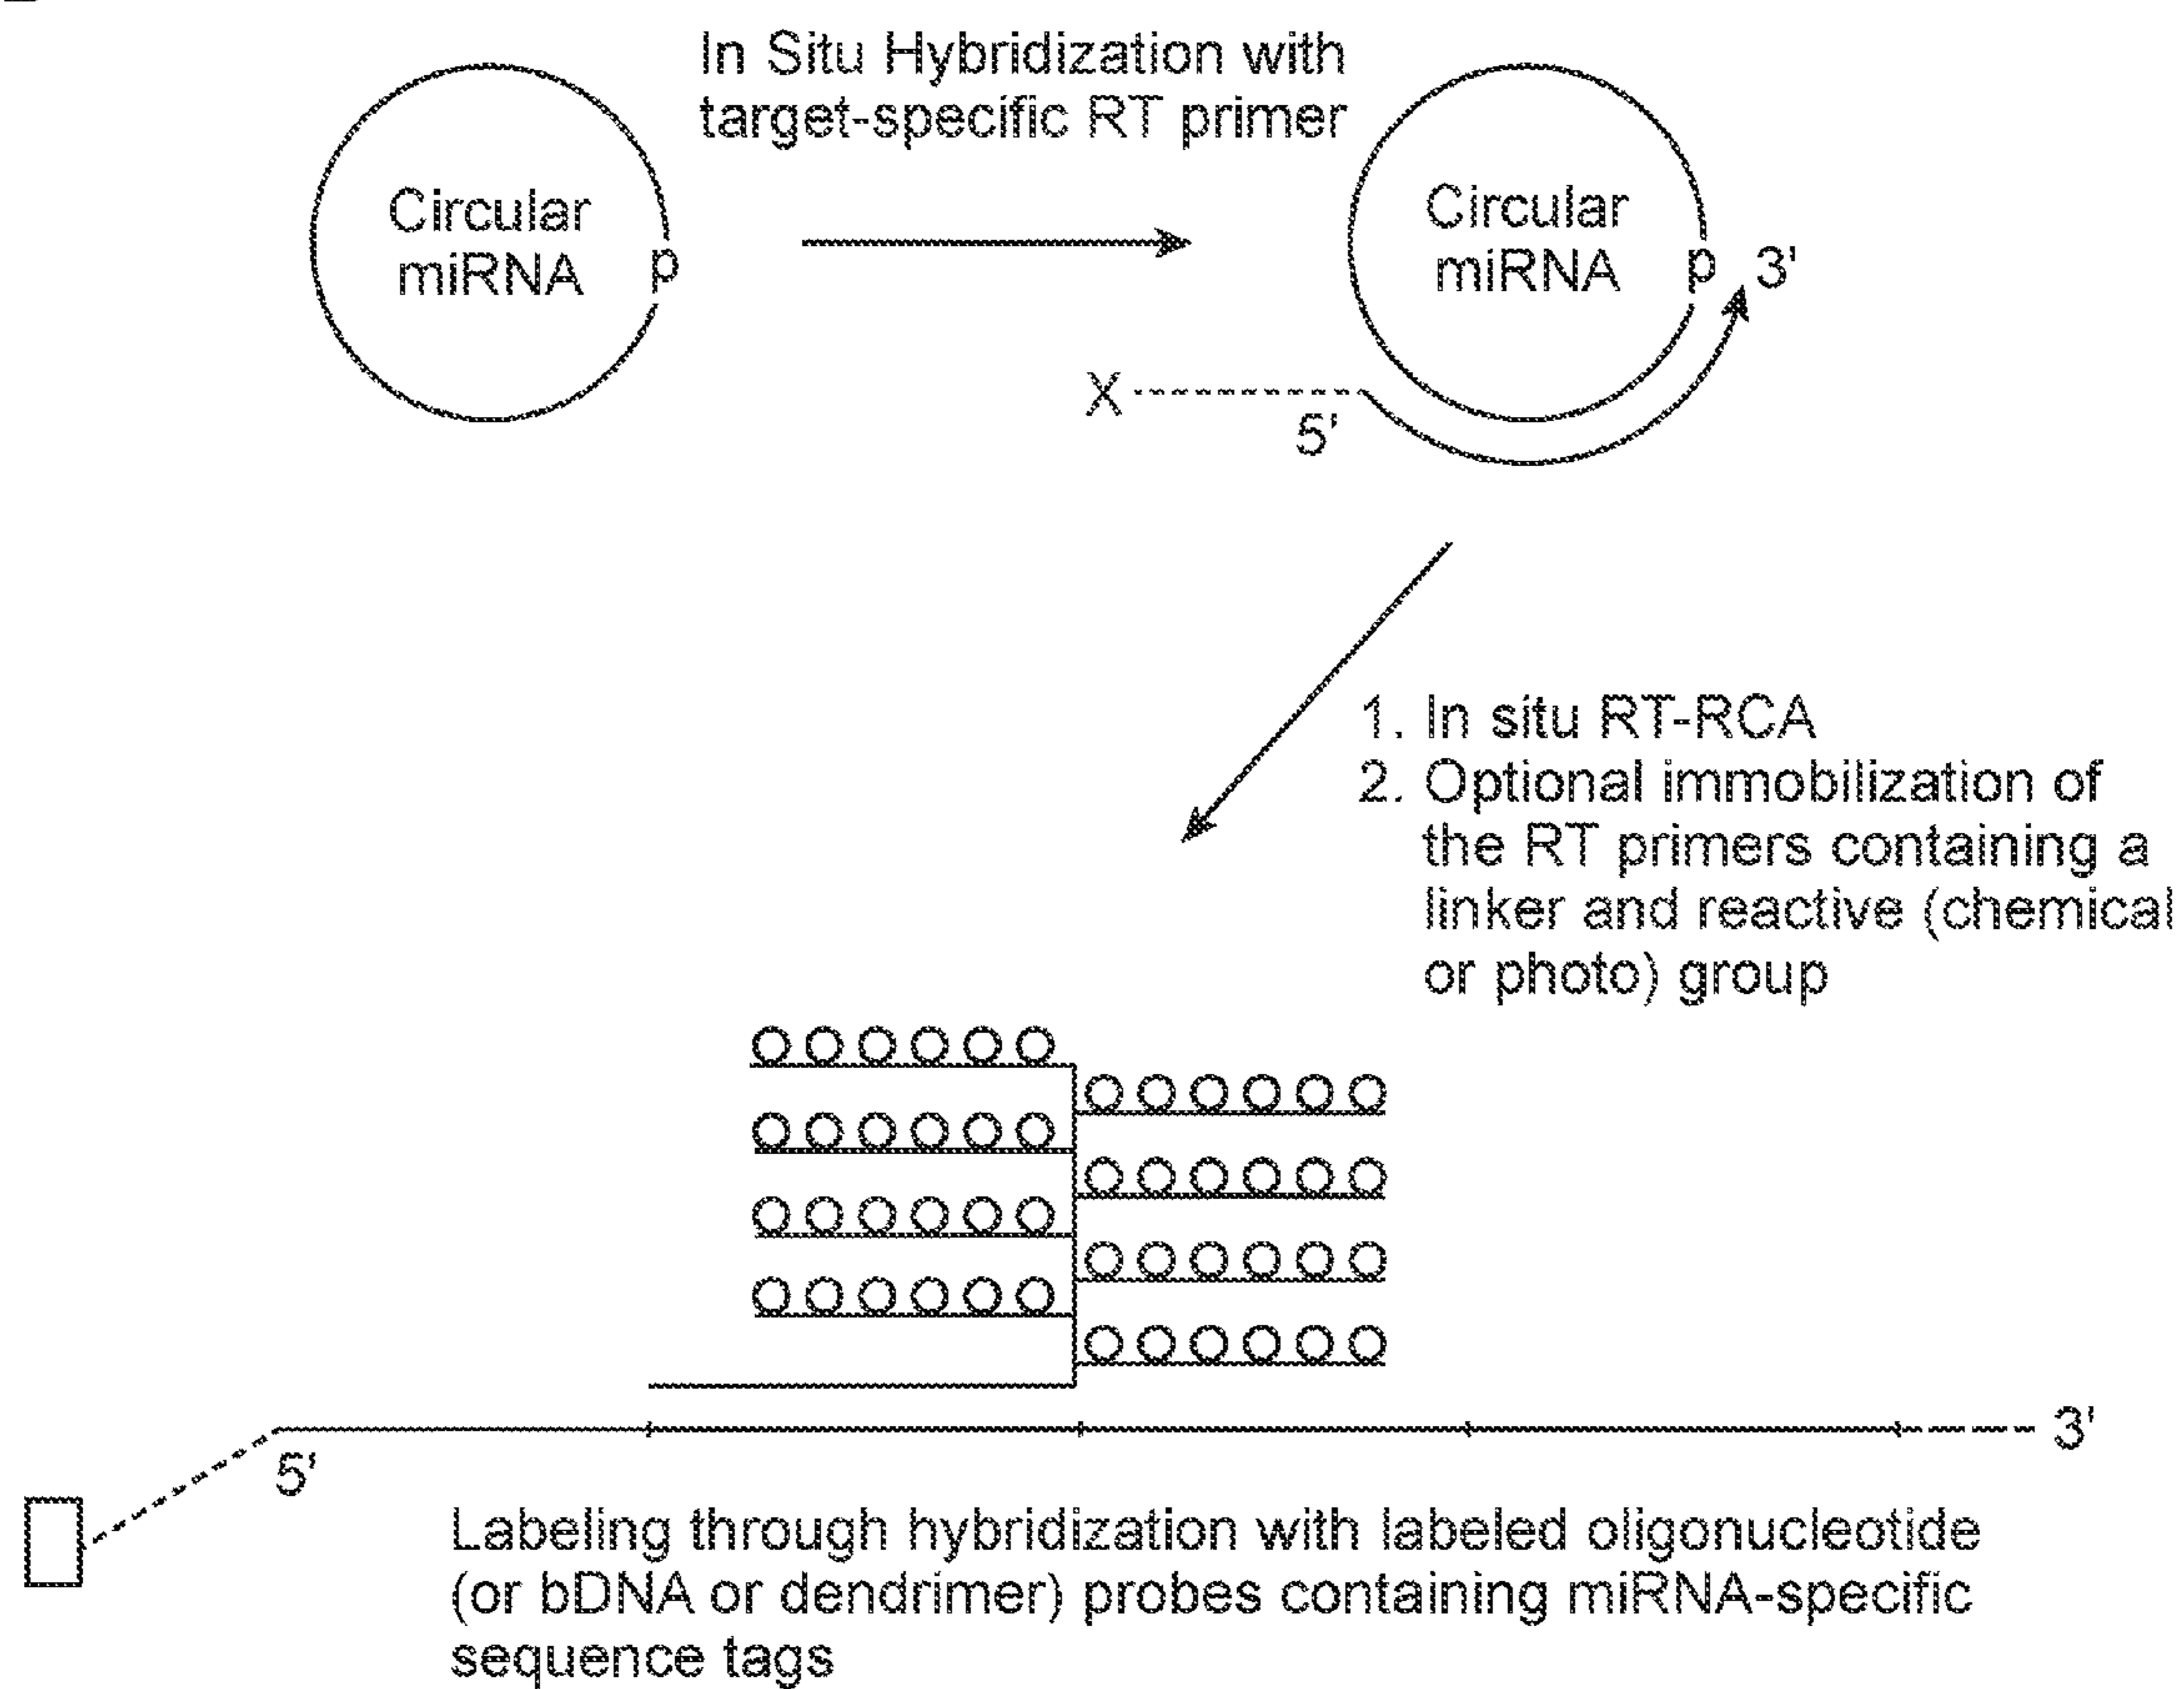 In Situ Hybridization with
target-specific RT primer
Circular
miRNA
p
Circular
miRNA
p
3'
X
5'
1. In situ RT-RCA
2. Optional immobilization of
the RT primers containing a
linker and reactive (chemical
or photo) group
3'
5'
Labeling through hybridization with labeled oligonucleotide
(or bDNA or dendrimer) probes containing miRNA-specific
sequence tags